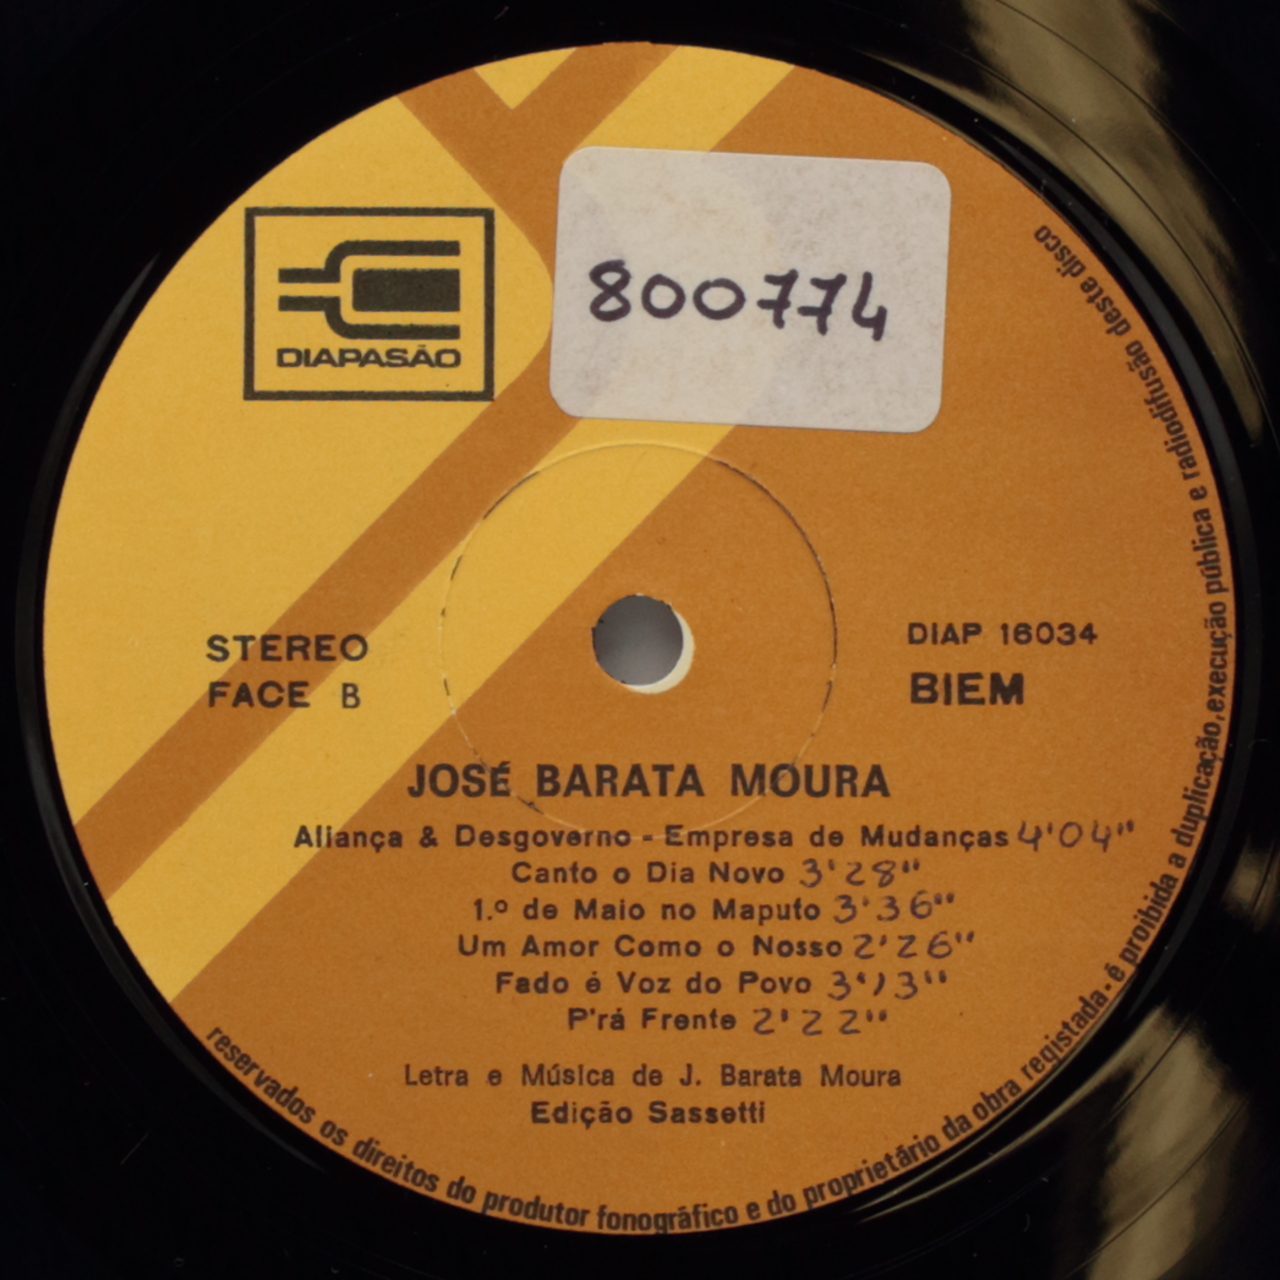 800774
DIAPASÃO
STEREO
FACE B
DIAP 16034
BIEM
JOSÉ BARATA MOURA
Aliança & Desgoverno - Empresa de Mudanças 4'04"
Canto o Dia Novo 3'28"
1.º de Maio no Maputo 3'36"
Um Amor Como o Nosso 2'26"
Fado é Voz do Povo 3'13"
P'rá Frente 2'22"
Letra e Música de J. Barata Moura
Edição Sassetti
reservados os direitos do produtor fonográfico e do proprietário da obra registada. é proibida a duplicação, execução pública e radiodifusão deste disco